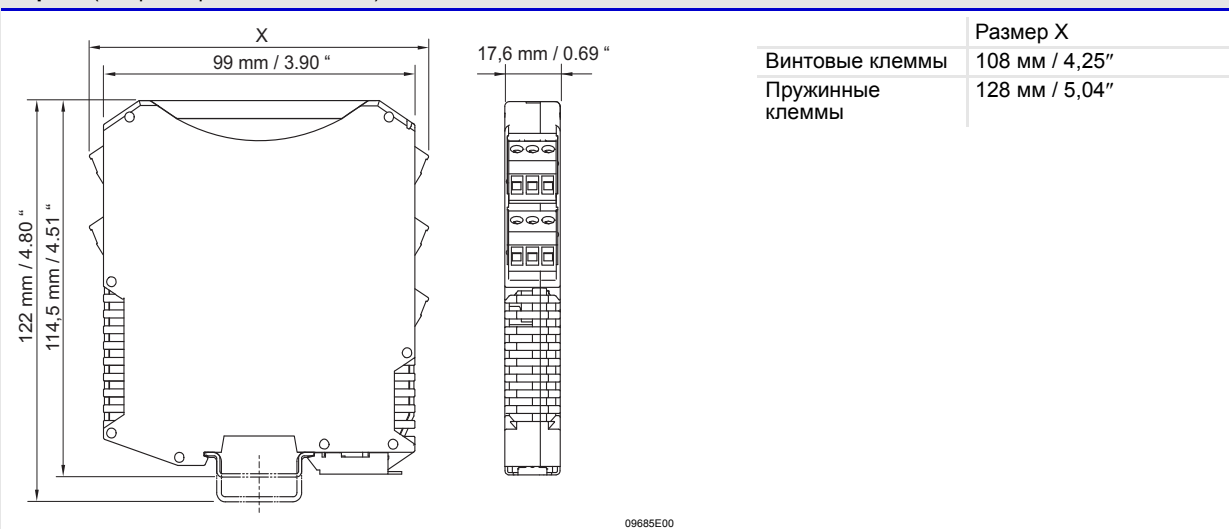 X
99 mm / 3.90 “
17,6 mm / 0.69 “
122 mm / 4.80 “
114,5 mm / 4.51 “
Размер X
Винтовые клеммы 108 мм / 4,25″
Пружинные клеммы 128 мм / 5,04″
09685E00